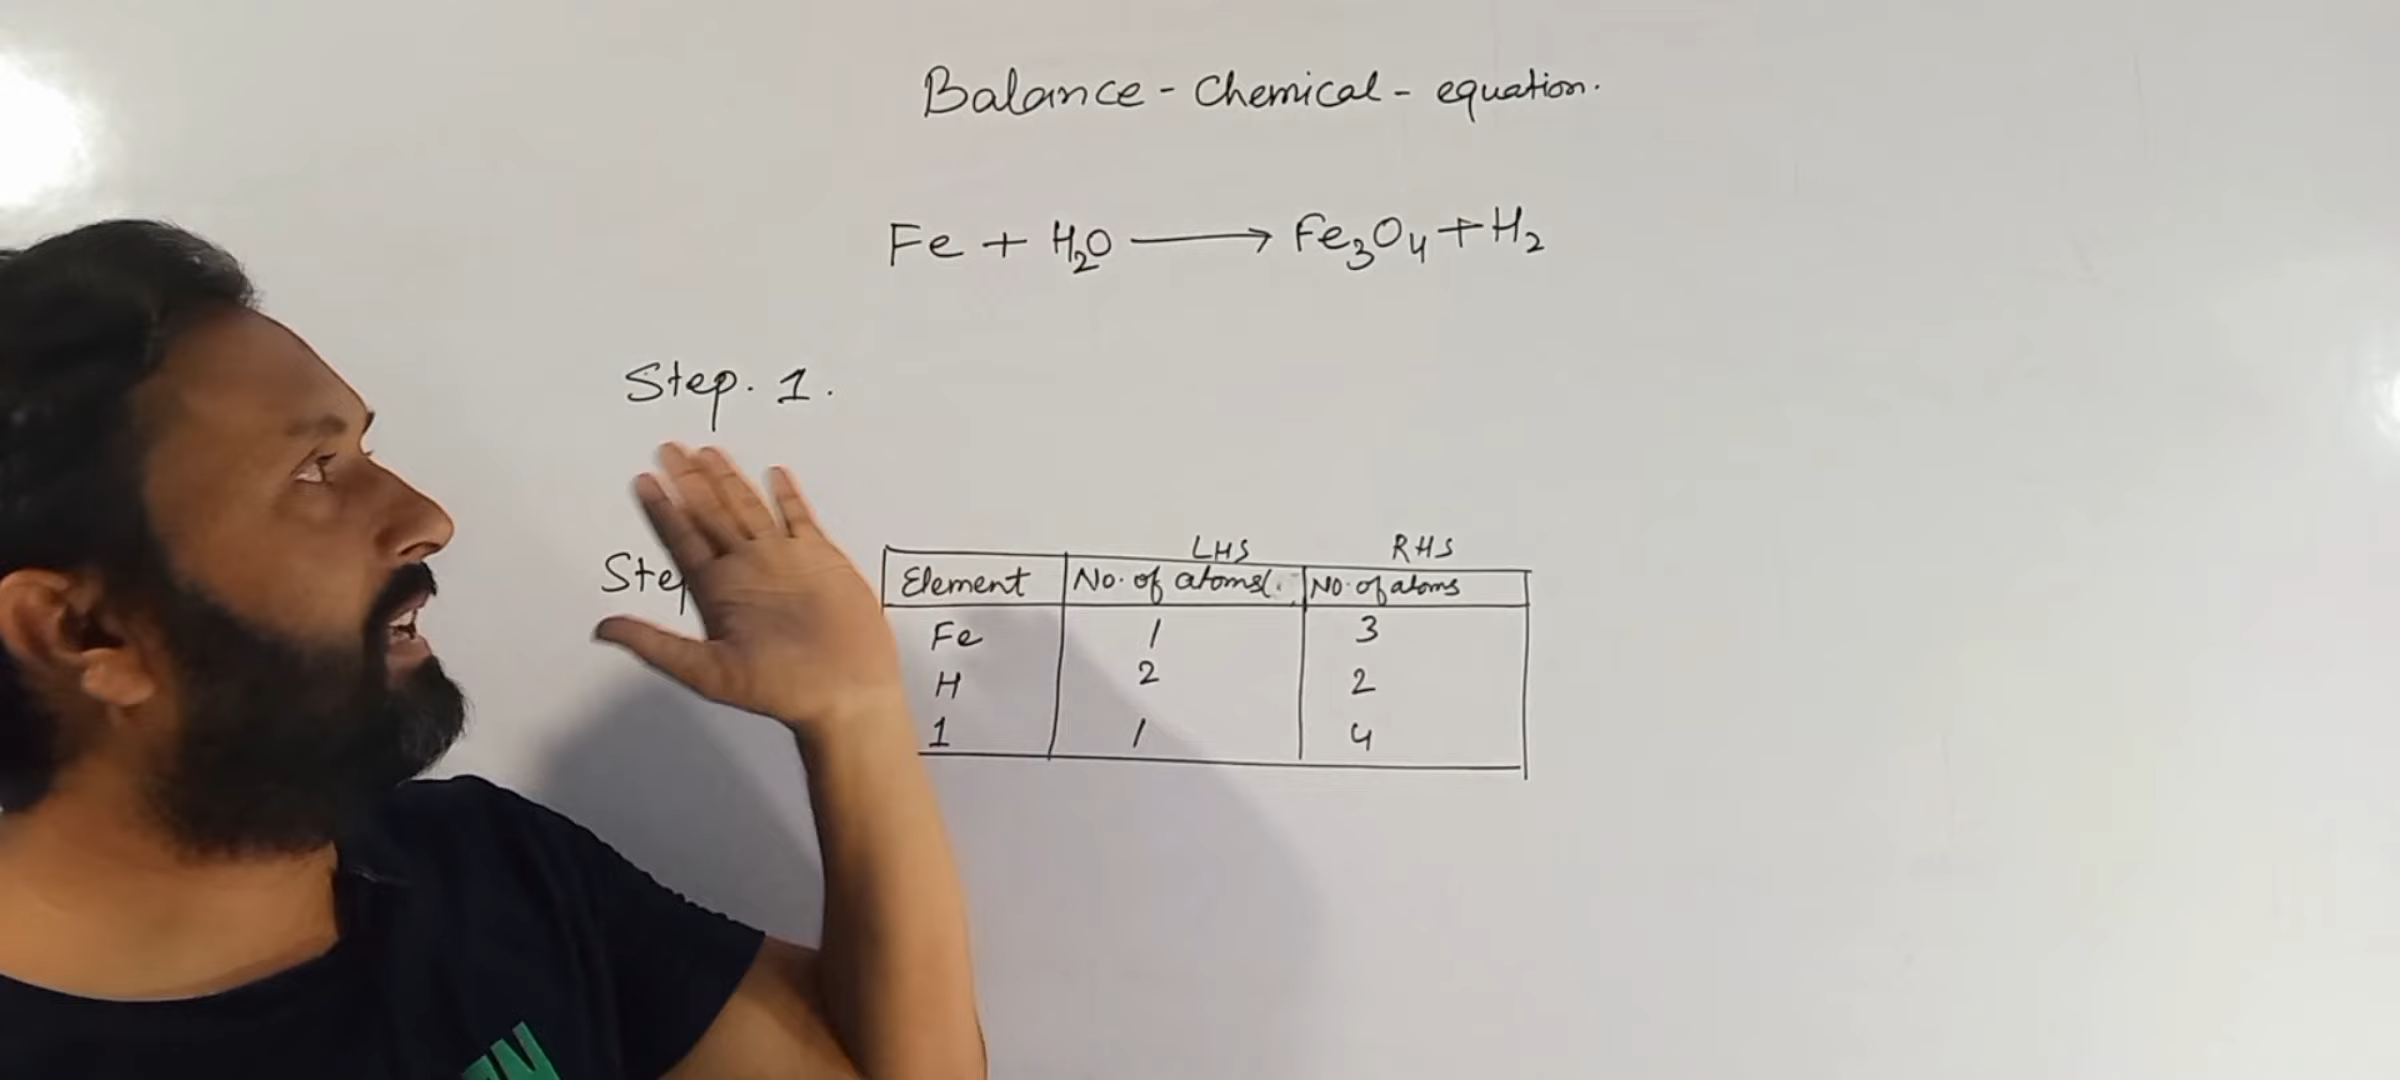 Balance - Chemical - equation.
Fe + H₂O ⟶ Fe₃O₄ + H₂
Step. 1.
Step
LHS RHS
Element No. of atoms. No. of atoms
Fe 1 3
H 2 2
1 1 4